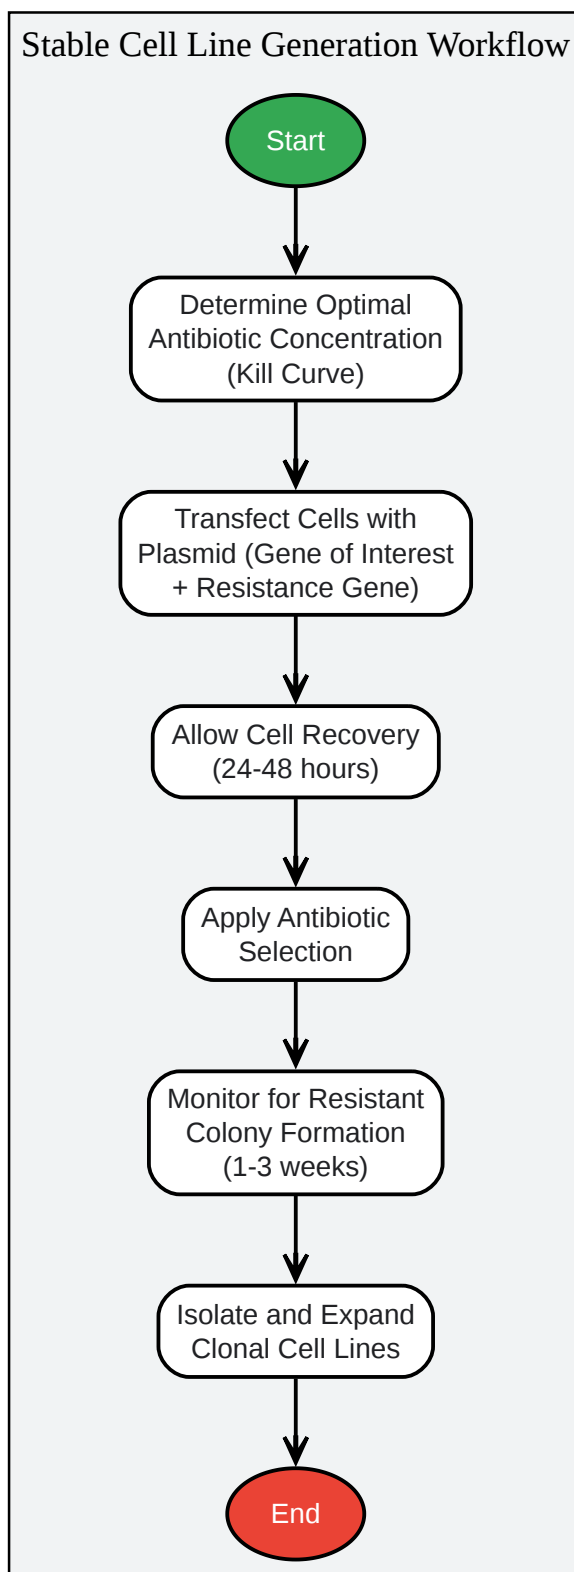 Stable Cell Line Generation Workflow
Start
Determine Optimal
Antibiotic Concentration
(Kill Curve)
Transfect Cells with
Plasmid (Gene of Interest
+ Resistance Gene)
Allow Cell Recovery
(24-48 hours)
Apply Antibiotic
Selection
Monitor for Resistant
Colony Formation
(1-3 weeks)
Isolate and Expand
Clonal Cell Lines
End